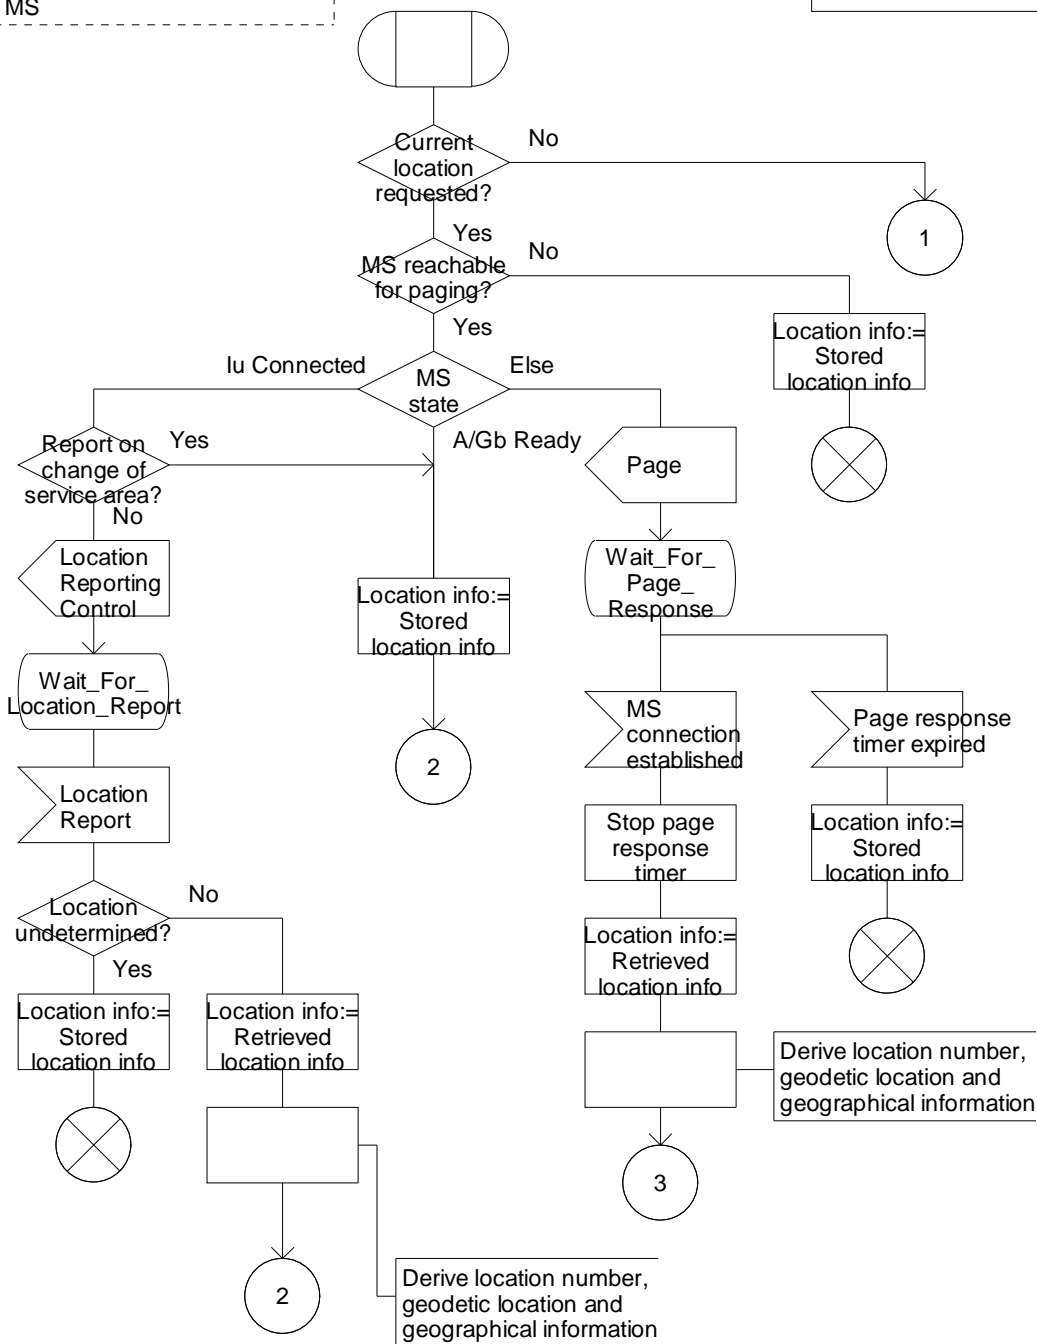 MS
Current
location
requested?
No
1
Yes
MS reachable
for paging?
No
Yes
Location info:=
Stored
location info
Iu Connected
MS
state
Else
A/Gb Ready
Report on
change of
service area?
Yes
No
Page
Location
Reporting
Control
Location info:=
Stored
location info
Wait_For_
Page_
Response
Wait_For_
Location_Report
2
MS
connection
established
Page response
timer expired
Location
Report
Stop page
response
timer
Location info:=
Stored
location info
Location
undetermined?
No
Yes
Location info:=
Retrieved
location info
Location info:=
Stored
location info
Location info:=
Retrieved
location info
Derive location number,
geodetic location and
geographical information
3
2
Derive location number,
geodetic location and
geographical information